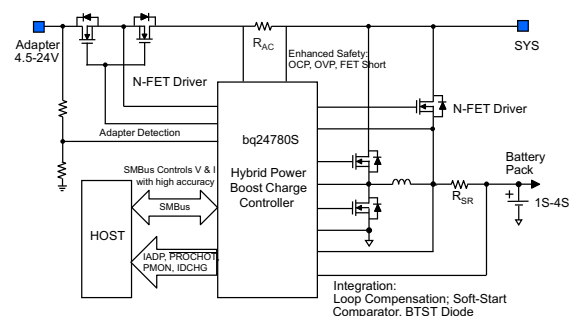 Adapter
4.5-24V
R_AC
Enhanced Safety:
OCP, OVP, FET Short
SYS
N-FET Driver
N-FET Driver
Adapter Detection
bq24780S
Hybrid Power
Boost Charge
Controller
SMBus Controls V & I
with high accuracy
SMBus
HOST
IADP, PROCHOT,
PMON, IDCHG
R_SR
Battery
Pack
+
1S-4S
Integration:
Loop Compensation; Soft-Start
Comparator, BTST Diode